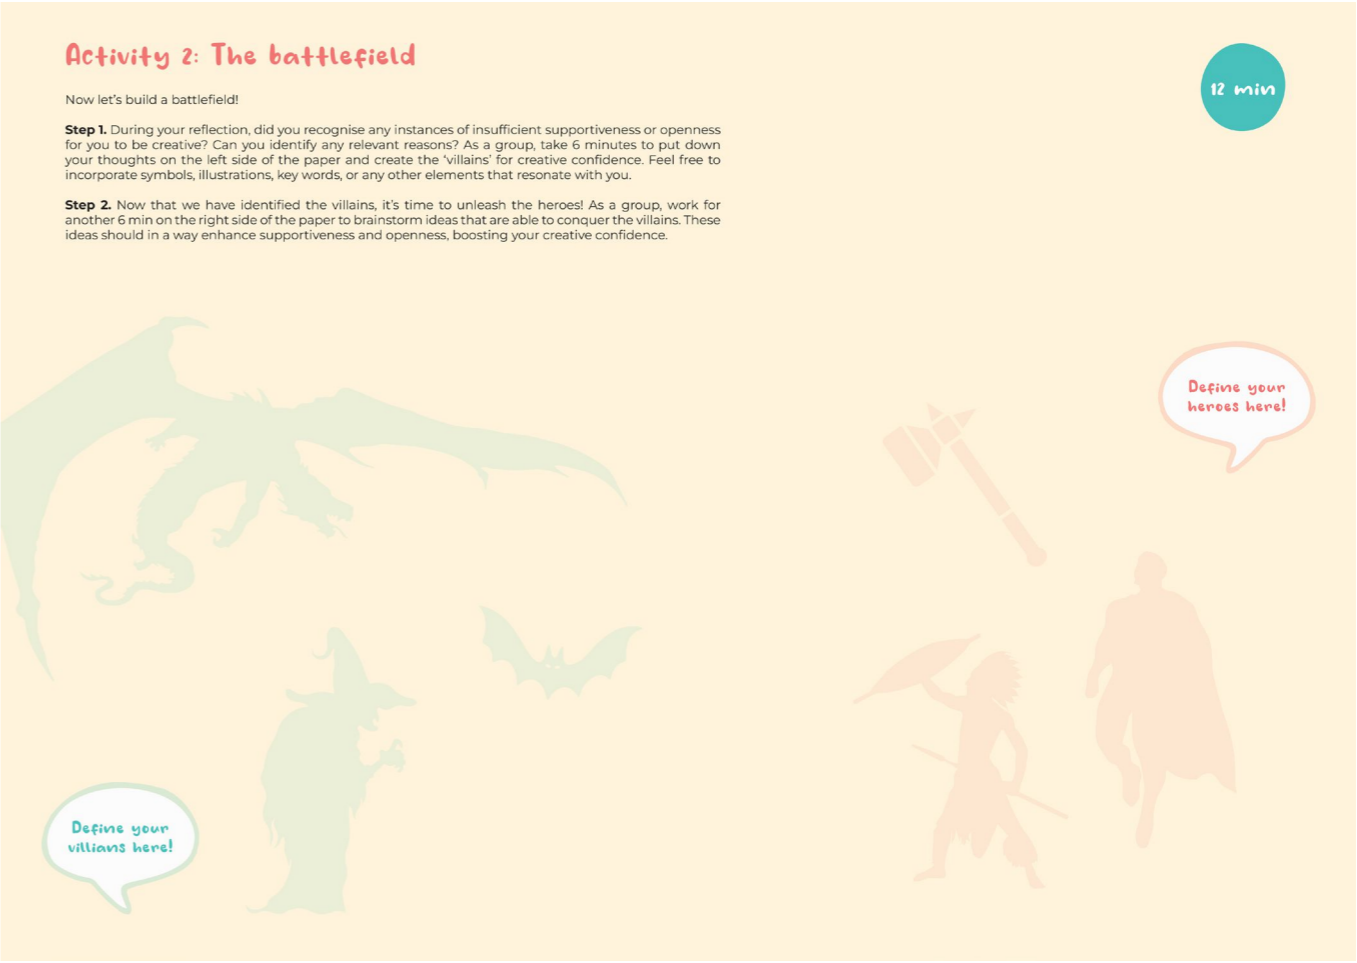 Activity 2: The battlefield
12 min
Now let's build a battlefield!
Step 1. During your reflection, did you recognise any instances of insufficient supportiveness or openness
for you to be creative? Can you identify any relevant reasons? As a group, take 6 minutes to put down
your thoughts on the left side of the paper and create the 'villains' for creative confidence. Feel free to
incorporate symbols, illustrations, key words, or any other elements that resonate with you.
Step 2. Now that we have identified the villains, it's time to unleash the heroes! As a group, work for
another 6 min on the right side of the paper to brainstorm ideas that are able to conquer the villains. These
ideas should in a way enhance supportiveness and openness, boosting your creative confidence.
Define your
heroes here!
Define your
villians here!